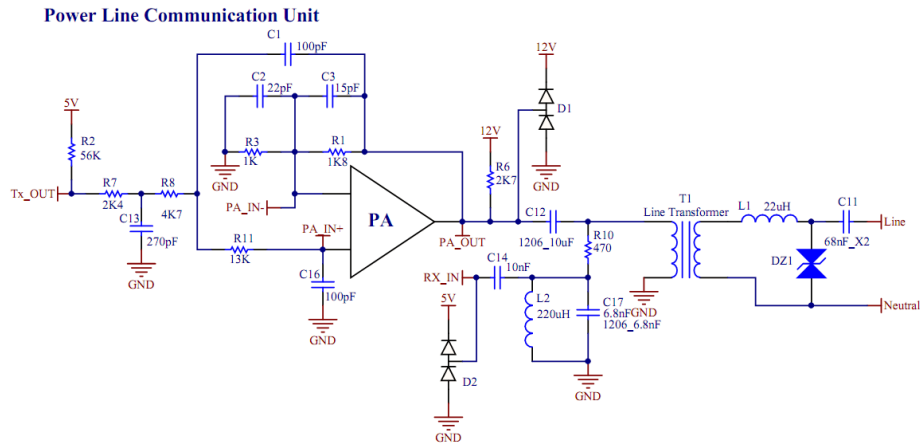 Power Line Communication Unit
C1
100pF
C2
22pF
C3
15pF
12V
D1
GND
5V
R2
56K
R3
1K
R1
1K8
GND
12V
R6
2K7
Tx_OUT
R7
2K4
R8
4K7
PA_IN-
PA
PA_OUT
C12
1206_10uF
T1
Line Transformer
L1
22uH
C11
68nF_X2
Line
C13
270pF
GND
R11
13K
PA_IN+
C16
100pF
GND
R10
470
DZ1
RX_IN
C14
10nF
L2
220uH
C17
6.8nF
1206_6.8nF
GND
Neutral
5V
D2
GND
GND